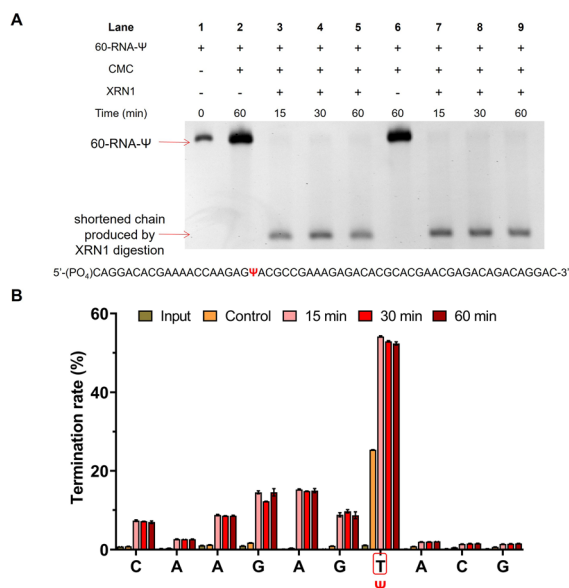 A
Lane 1 2 3 4 5 6 7 8 9
60-RNA-Ψ + + + + + + + + +
CMC - + + + + + + + +
XRN1 - - + + + - + + +
Time (min) 0 60 15 30 60 60 15 30 60
60-RNA-Ψ
shortened chain
produced by
XRN1 digestion
5'-(PO4)CAGGACACGAAAACCAAGAGΨACGCCGAAAGAGACACGCACGAACGAGACAGACAGGAC-3'
B
Input Control 15 min 30 min 60 min
Termination rate (%)
60
40
20
0
C A A G A G T A C G
Ψ